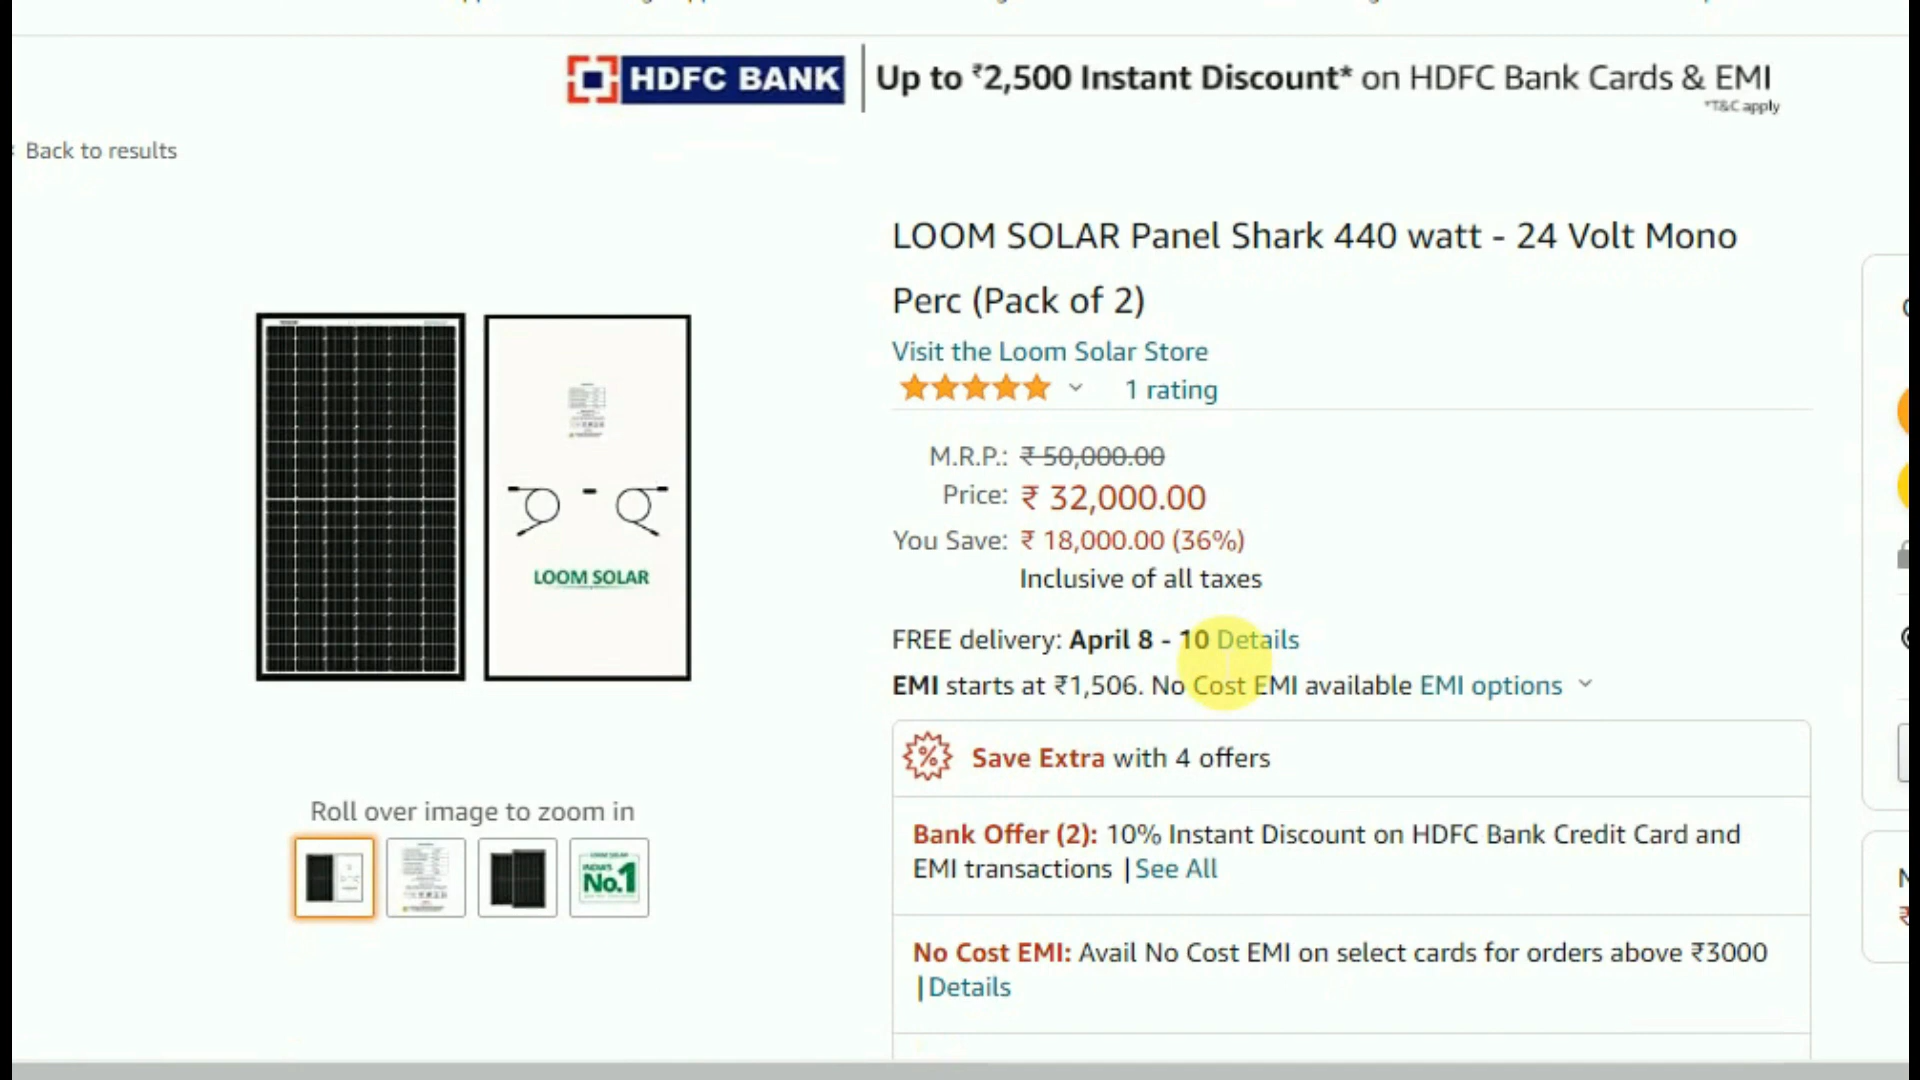 HDFC BANK Up to ₹2,500 Instant Discount* on HDFC Bank Cards & EMI
*T&C apply
Back to results
LOOM SOLAR Panel Shark 440 watt - 24 Volt Mono
Perc (Pack of 2)
Visit the Loom Solar Store
1 rating
M.R.P.: ₹ 50,000.00
Price: ₹ 32,000.00
You Save: ₹ 18,000.00 (36%)
Inclusive of all taxes
FREE delivery: April 8 - 10 Details
EMI starts at ₹1,506. No Cost EMI available EMI options
Save Extra with 4 offers
Bank Offer (2): 10% Instant Discount on HDFC Bank Credit Card and
EMI transactions | See All
No Cost EMI: Avail No Cost EMI on select cards for orders above ₹3000
| Details
LOOM SOLAR
Roll over image to zoom in
LOOM SOLAR
INDIA'S
No.1